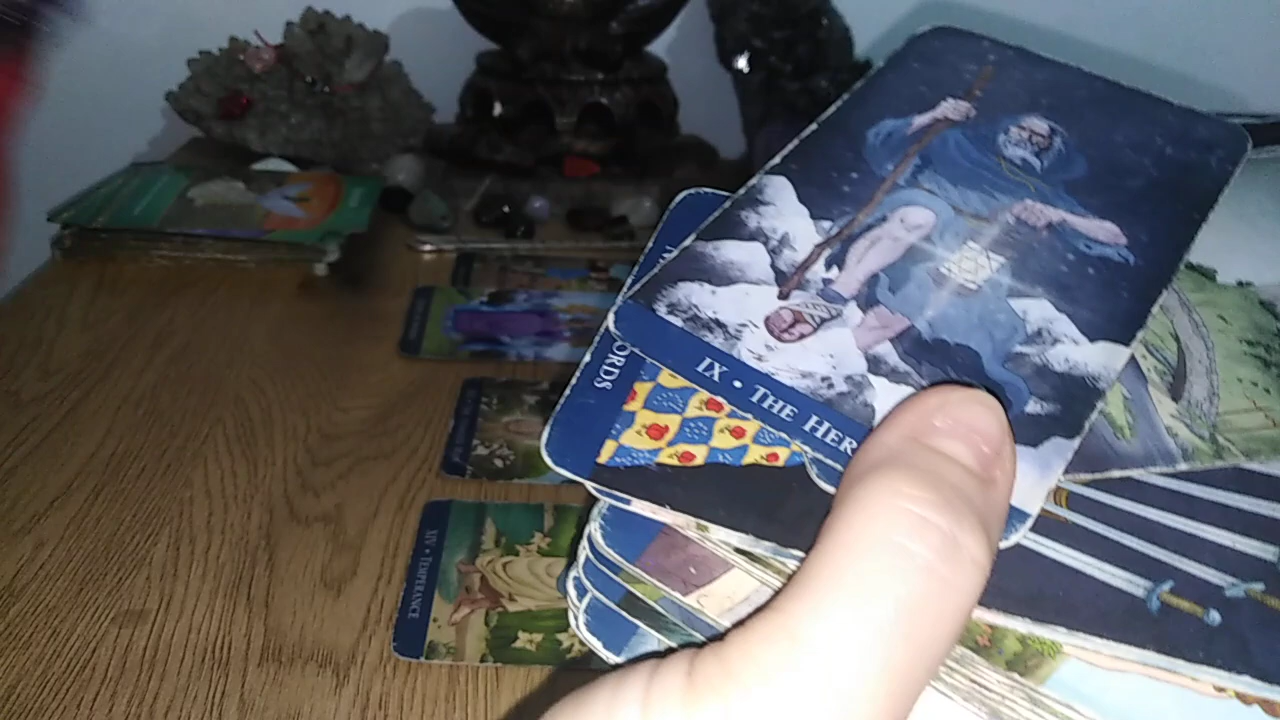 IX • THE HER
ORDS
XIV • TEMPERANCE